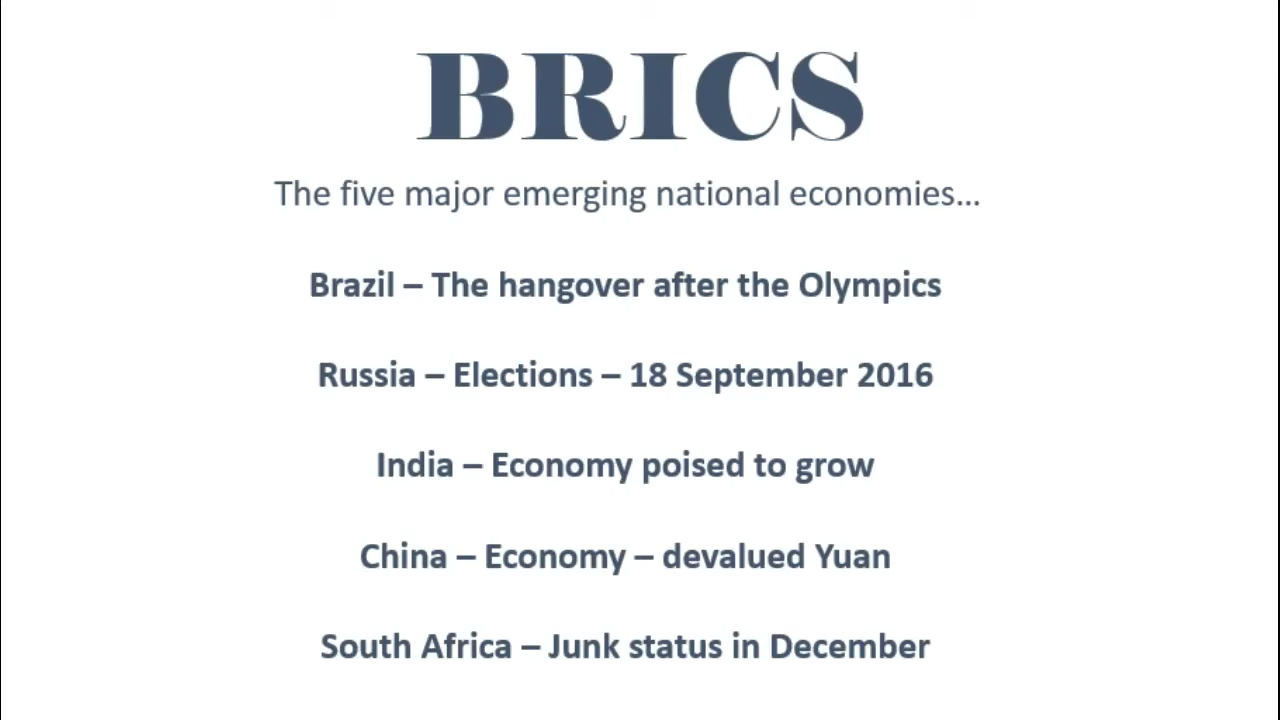 BRICS
The five major emerging national economies...
Brazil – The hangover after the Olympics
Russia – Elections – 18 September 2016
India – Economy poised to grow
China – Economy – devalued Yuan
South Africa – Junk status in December